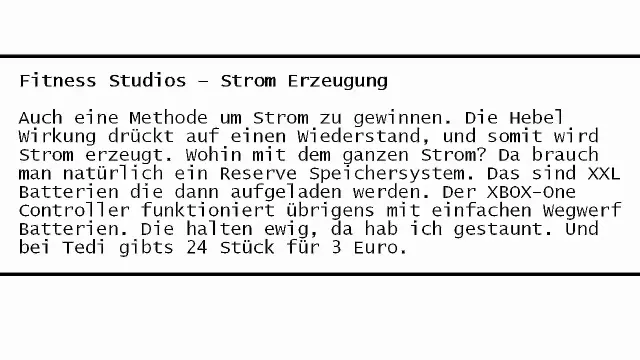 Fitness Studios – Strom Erzeugung
Auch eine Methode um Strom zu gewinnen. Die Hebel
Wirkung drückt auf einen Wiederstand, und somit wird
Strom erzeugt. Wohin mit dem ganzen Strom? Da brauch
man natürlich ein Reserve Speichersystem. Das sind XXL
Batterien die dann aufgeladen werden. Der XBOX-One
Controller funktioniert übrigens mit einfachen Wegwerf
Batterien. Die halten ewig, da hab ich gestaunt. Und
bei Tedi gibts 24 Stück für 3 Euro.